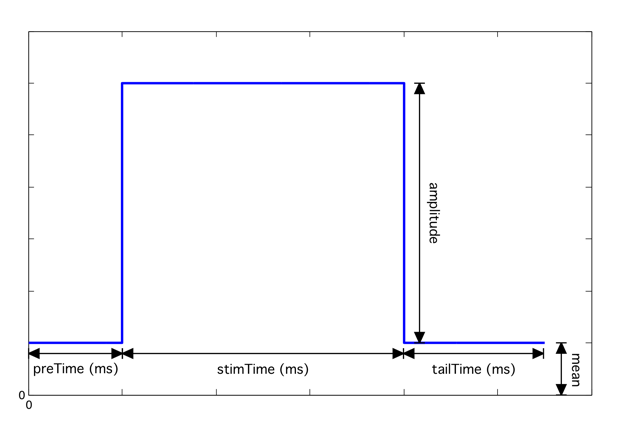 amplitude
preTime (ms)
stimTime (ms)
tailTime (ms)
mean
0
0